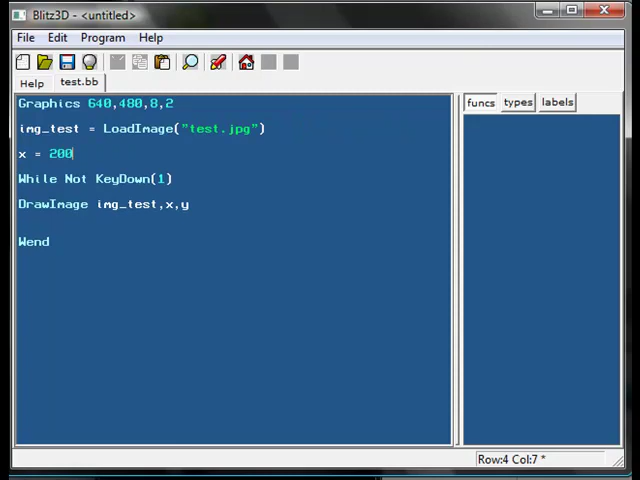 Blitz3D - <untitled>
File Edit Program Help
Help test.bb
funcs types labels
Graphics 640,480,8,2
img_test = LoadImage("test.jpg")
x = 200
While Not KeyDown(1)
DrawImage img_test,x,y
Wend
Row:4 Col:7 *